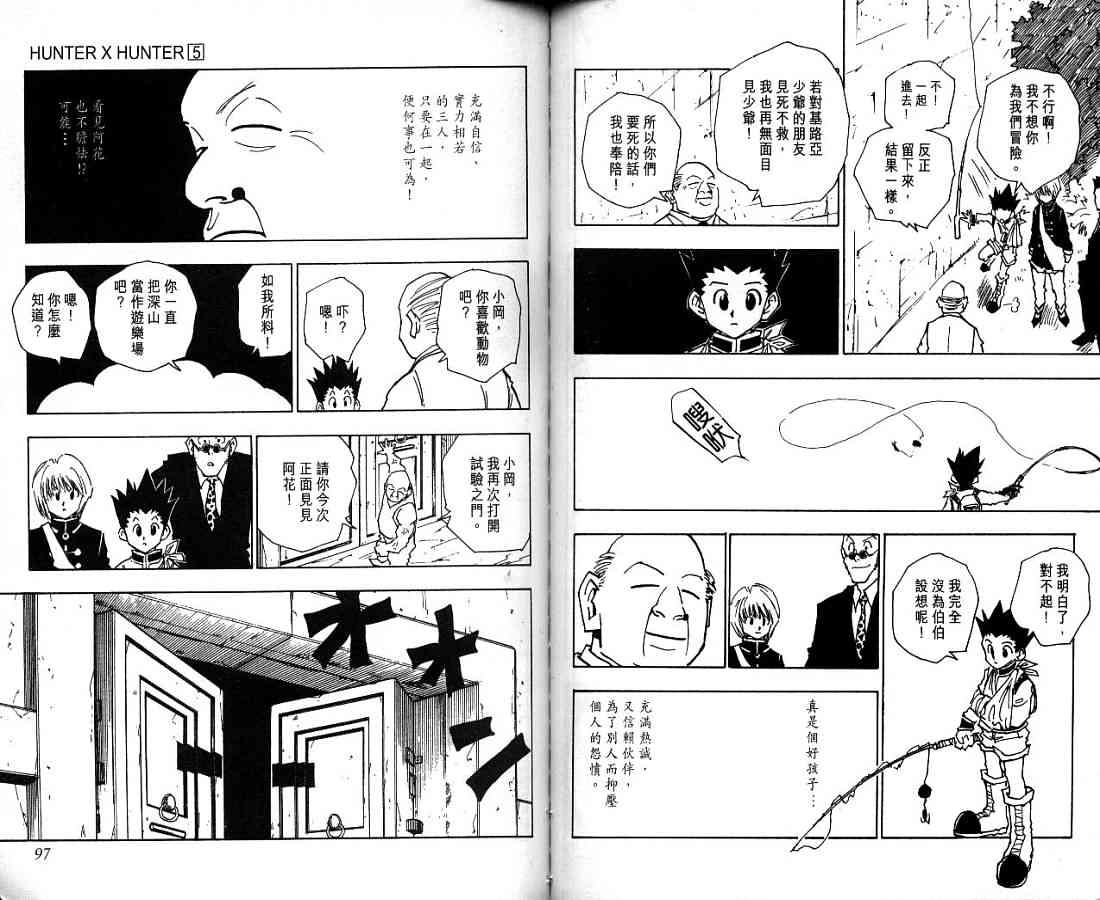 不行啊！
我不想你
為我們冒險。
不！
一起
進去！
反正
留下來，
結果一樣。
若對基路亞
少爺的朋友
見死不救，
我也再無面目
見少爺！
所以你們
要死的話，
我也奉陪！
我明白了，
對不起！
我完全
沒為伯伯
設想呢！
真是個好孩子…
充滿熱誠，
又信賴伙伴，
為了別人而抑壓
個人的怨憤。
HUNTER X HUNTER 5
充滿自信、
實力相若
的三人，
只要在一起，
便何事也可為！
看見阿花
也不膽怯!?
可能…
小岡，
你喜歡動物
吧？
吓？
嗯！
如我所料！
你一直
把深山
當作遊樂場
吧？
嗯！
你怎麼
知道？
小岡，
我再次打開
試驗之門。
請你今次
正面見見
阿花！
オオン
97